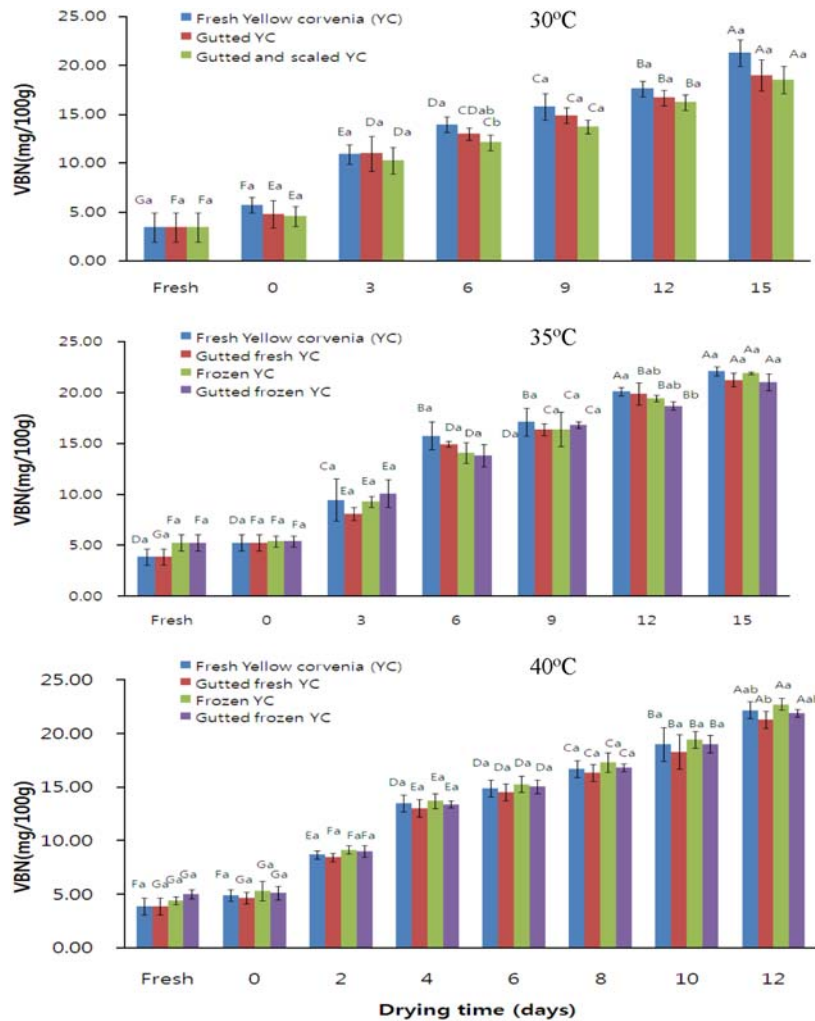 25.00
20.00
15.00
10.00
5.00
0.00
VBN(mg/100g)
Fresh Yellow corvenia (YC)
Gutted YC
Gutted and scaled YC
30ºC
Ga Fa Fa
Fa Ea Ea
Ea Da Da
Da CDab Cb
Ca Ca Ca
Ba Ba Ba
Aa Aa Aa
Fresh 0 3 6 9 12 15
25.00
20.00
15.00
10.00
5.00
0.00
VBN(mg/100g)
Fresh Yellow corvenia (YC)
Gutted fresh YC
Frozen YC
Gutted frozen YC
35ºC
Da Ga Fa Fa
Da Fa Fa Fa
Ca Ea Ea Ea
Ba Da Da Da
Ba Ca Ca Ca
Aa Bab Bab Bb
Aa Aa Aa Aa
Fresh 0 3 6 9 12 15
25.00
20.00
15.00
10.00
5.00
0.00
VBN(mg/100g)
Fresh Yellow corvenia (YC)
Gutted fresh YC
Frozen YC
Gutted frozen YC
40ºC
Fa Ga Ga Ga
Fa Ga Ga Ga
Ea Fa Fa Fa
Da Ea Ea Ea
Da Da Da Da
Ca Ca Ca Ca
Ba Ba Ba Ba
Aab Ab Aa Aab
Fresh 0 2 4 6 8 10 12
Drying time (days)